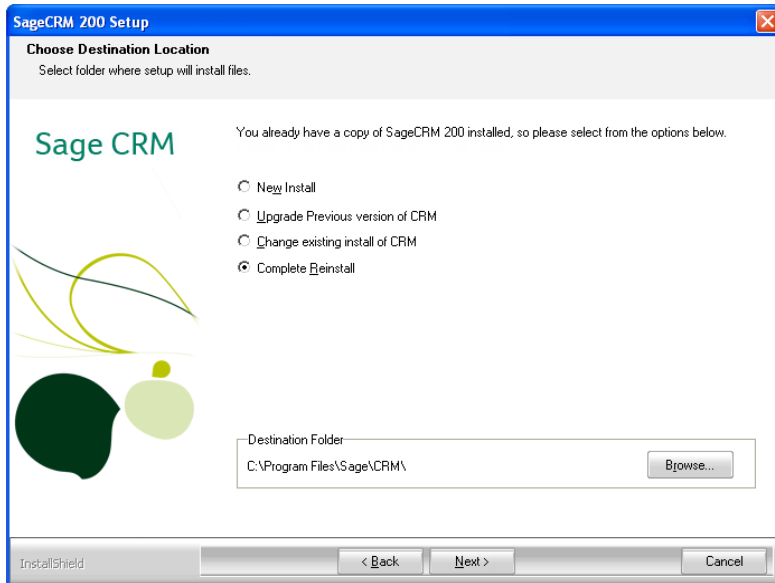 SageCRM 200 Setup
Choose Destination Location
Select folder where setup will install files.
Sage CRM
You already have a copy of SageCRM 200 installed, so please select from the options below.
New Install
Upgrade Previous version of CRM
Change existing install of CRM
Complete Reinstall
Destination Folder
C:\Program Files\Sage\CRM\
Browse...
InstallShield
< Back
Next >
Cancel